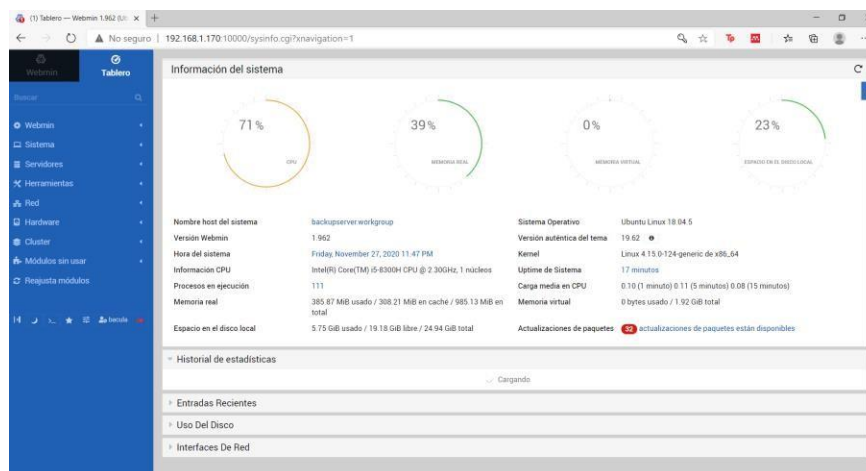 (1) Tablero — Webmin 1.962 (Ub
No seguro | 192.168.1.170:10000/sysinfo.cgi?xnavigation=1
Webmin
Tablero
Buscar
Webmin
Sistema
Servidores
Herramientas
Red
Hardware
Cluster
Módulos sin usar
Reajusta módulos
bacula
Información del sistema
71 %
CPU
39 %
MEMORIA REAL
0 %
MEMORIA VIRTUAL
23 %
ESPACIO EN EL DISCO LOCAL
Nombre host del sistema backupserver.workgroup Sistema Operativo Ubuntu Linux 18.04.5
Versión Webmin 1.962 Versión auténtica del tema 19.62
Hora del sistema Friday, November 27, 2020 11:47 PM Kernel Linux 4.15.0-124-generic de x86_64
Información CPU Intel(R) Core(TM) i5-8300H CPU @ 2.30GHz, 1 núcleos Uptime de Sistema 17 minutos
Procesos en ejecución 111 Carga media en CPU 0.10 (1 minuto) 0.11 (5 minutos) 0.08 (15 minutos)
Memoria real 385.87 MiB usado / 308.21 MiB en caché / 985.13 MiB en total Memoria virtual 0 bytes usado / 1.92 GiB total
Espacio en el disco local 5.75 GiB usado / 19.18 GiB libre / 24.94 GiB total Actualizaciones de paquetes 32 actualizaciones de paquetes están disponibles
Historial de estadísticas
Cargando
Entradas Recientes
Uso Del Disco
Interfaces De Red